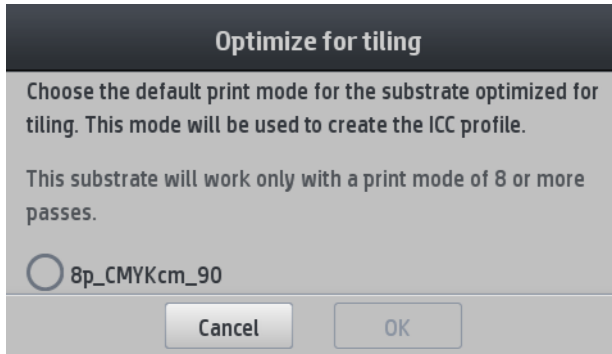 Optimize for tiling
Choose the default print mode for the substrate optimized for
tiling. This mode will be used to create the ICC profile.
This substrate will work only with a print mode of 8 or more
passes.
8p_CMYKcm_90
Cancel
OK